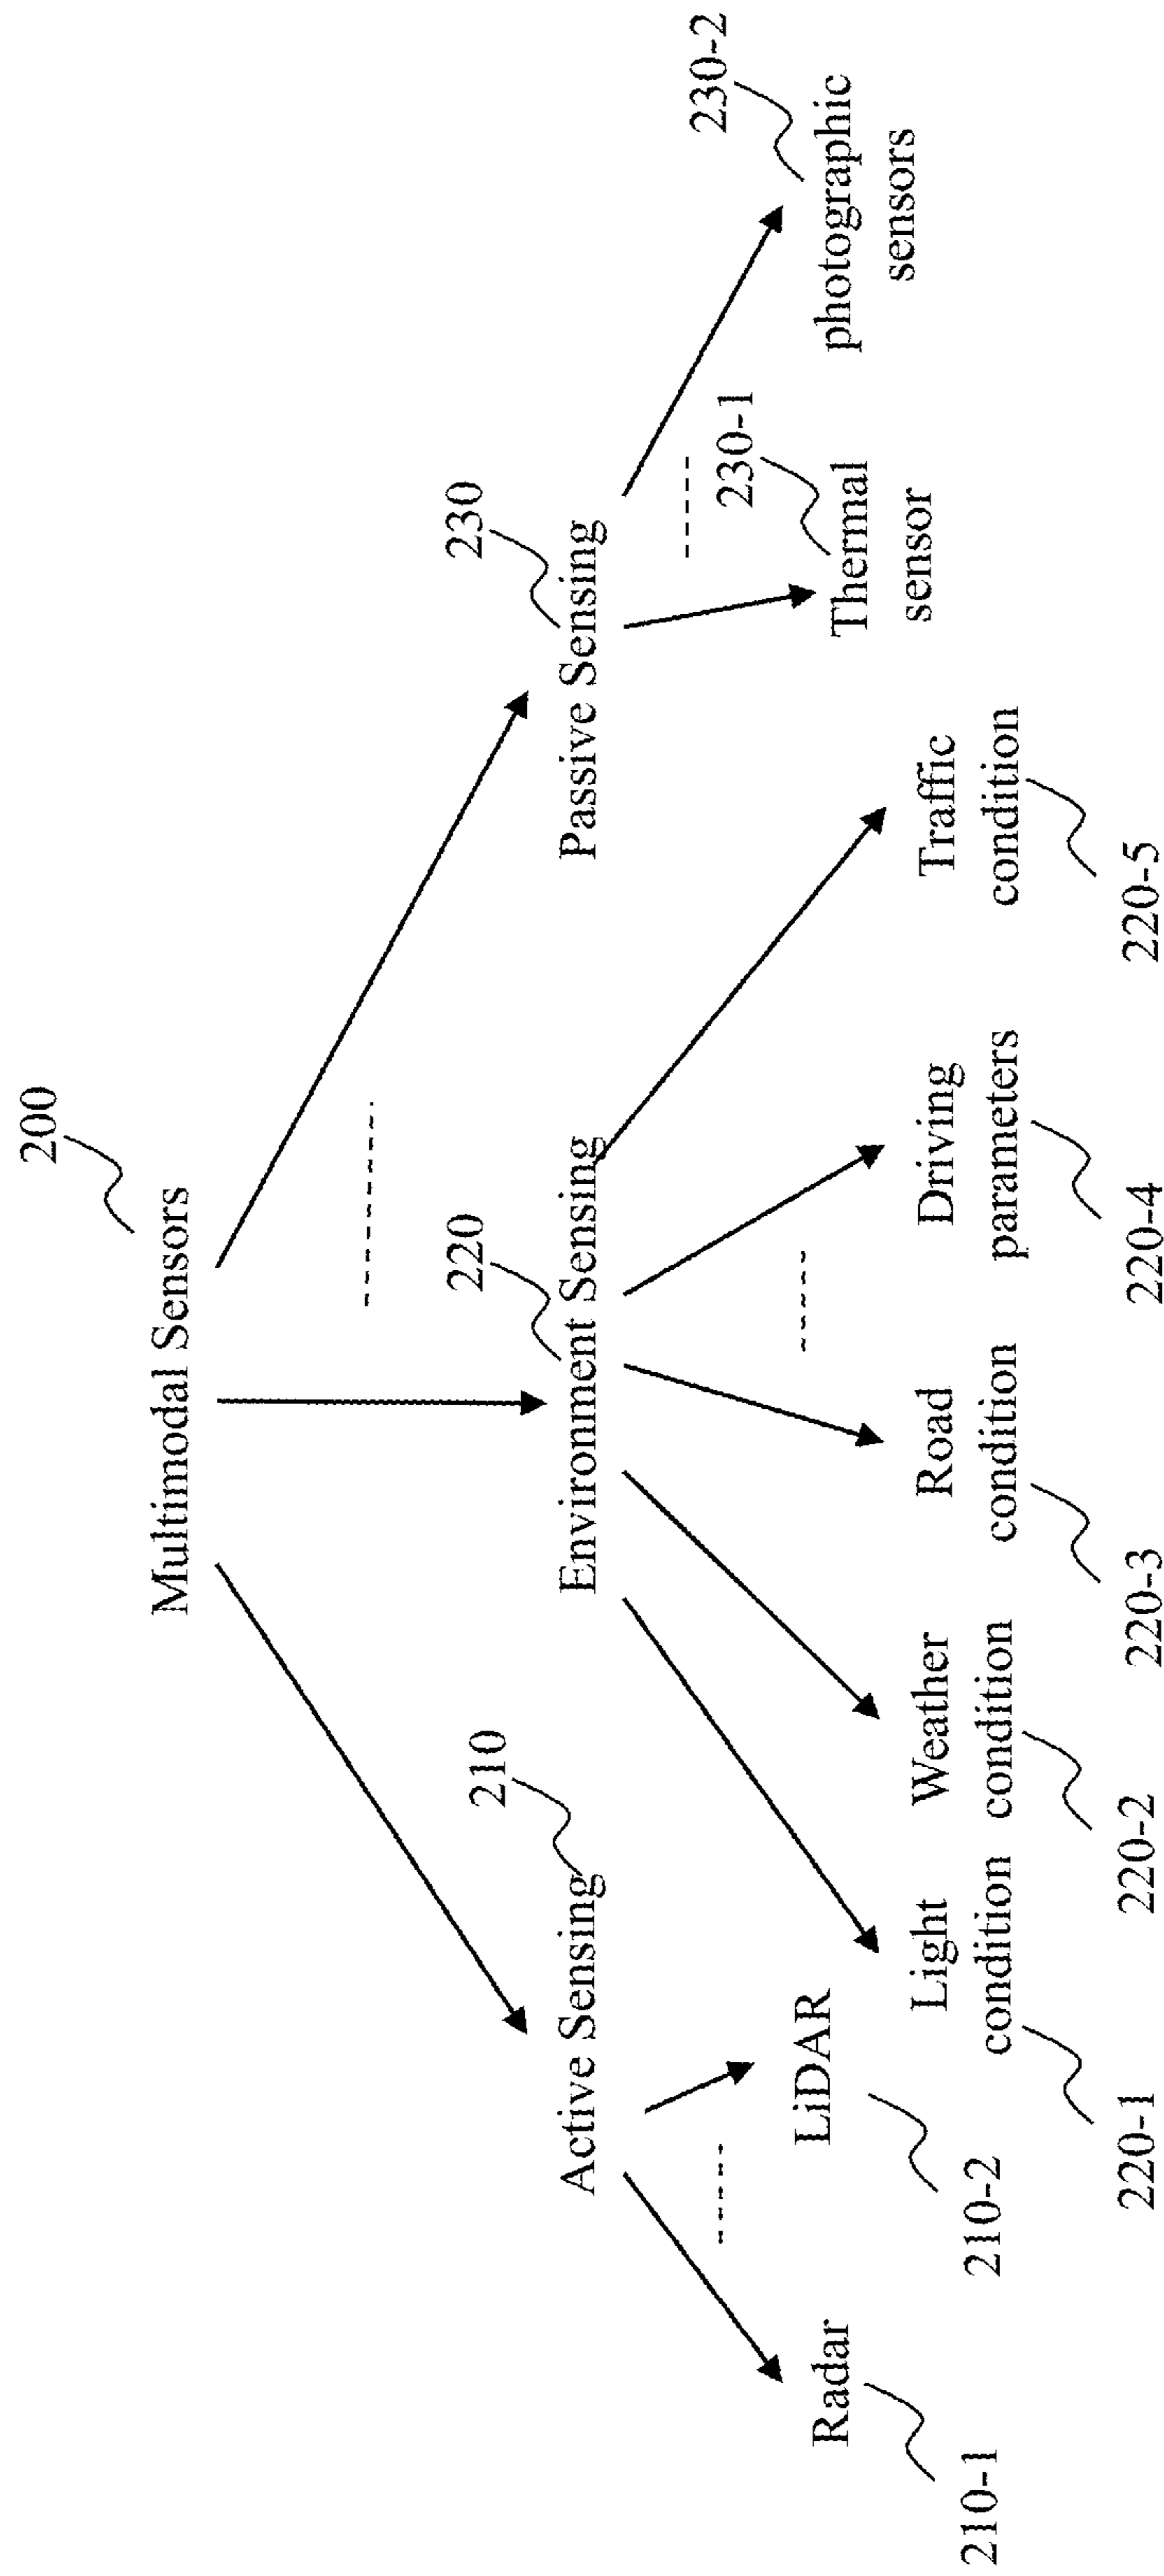 200
Multimodal Sensors
210
220
230
Active Sensing
Environment Sensing
Passive Sensing
230-1
230-2
Radar
LiDAR
Thermal
sensor
photographic
sensors
210-1
210-2
Light
condition
Weather
condition
Road
condition
Driving
parameters
Traffic
condition
220-1
220-2
220-3
220-4
220-5